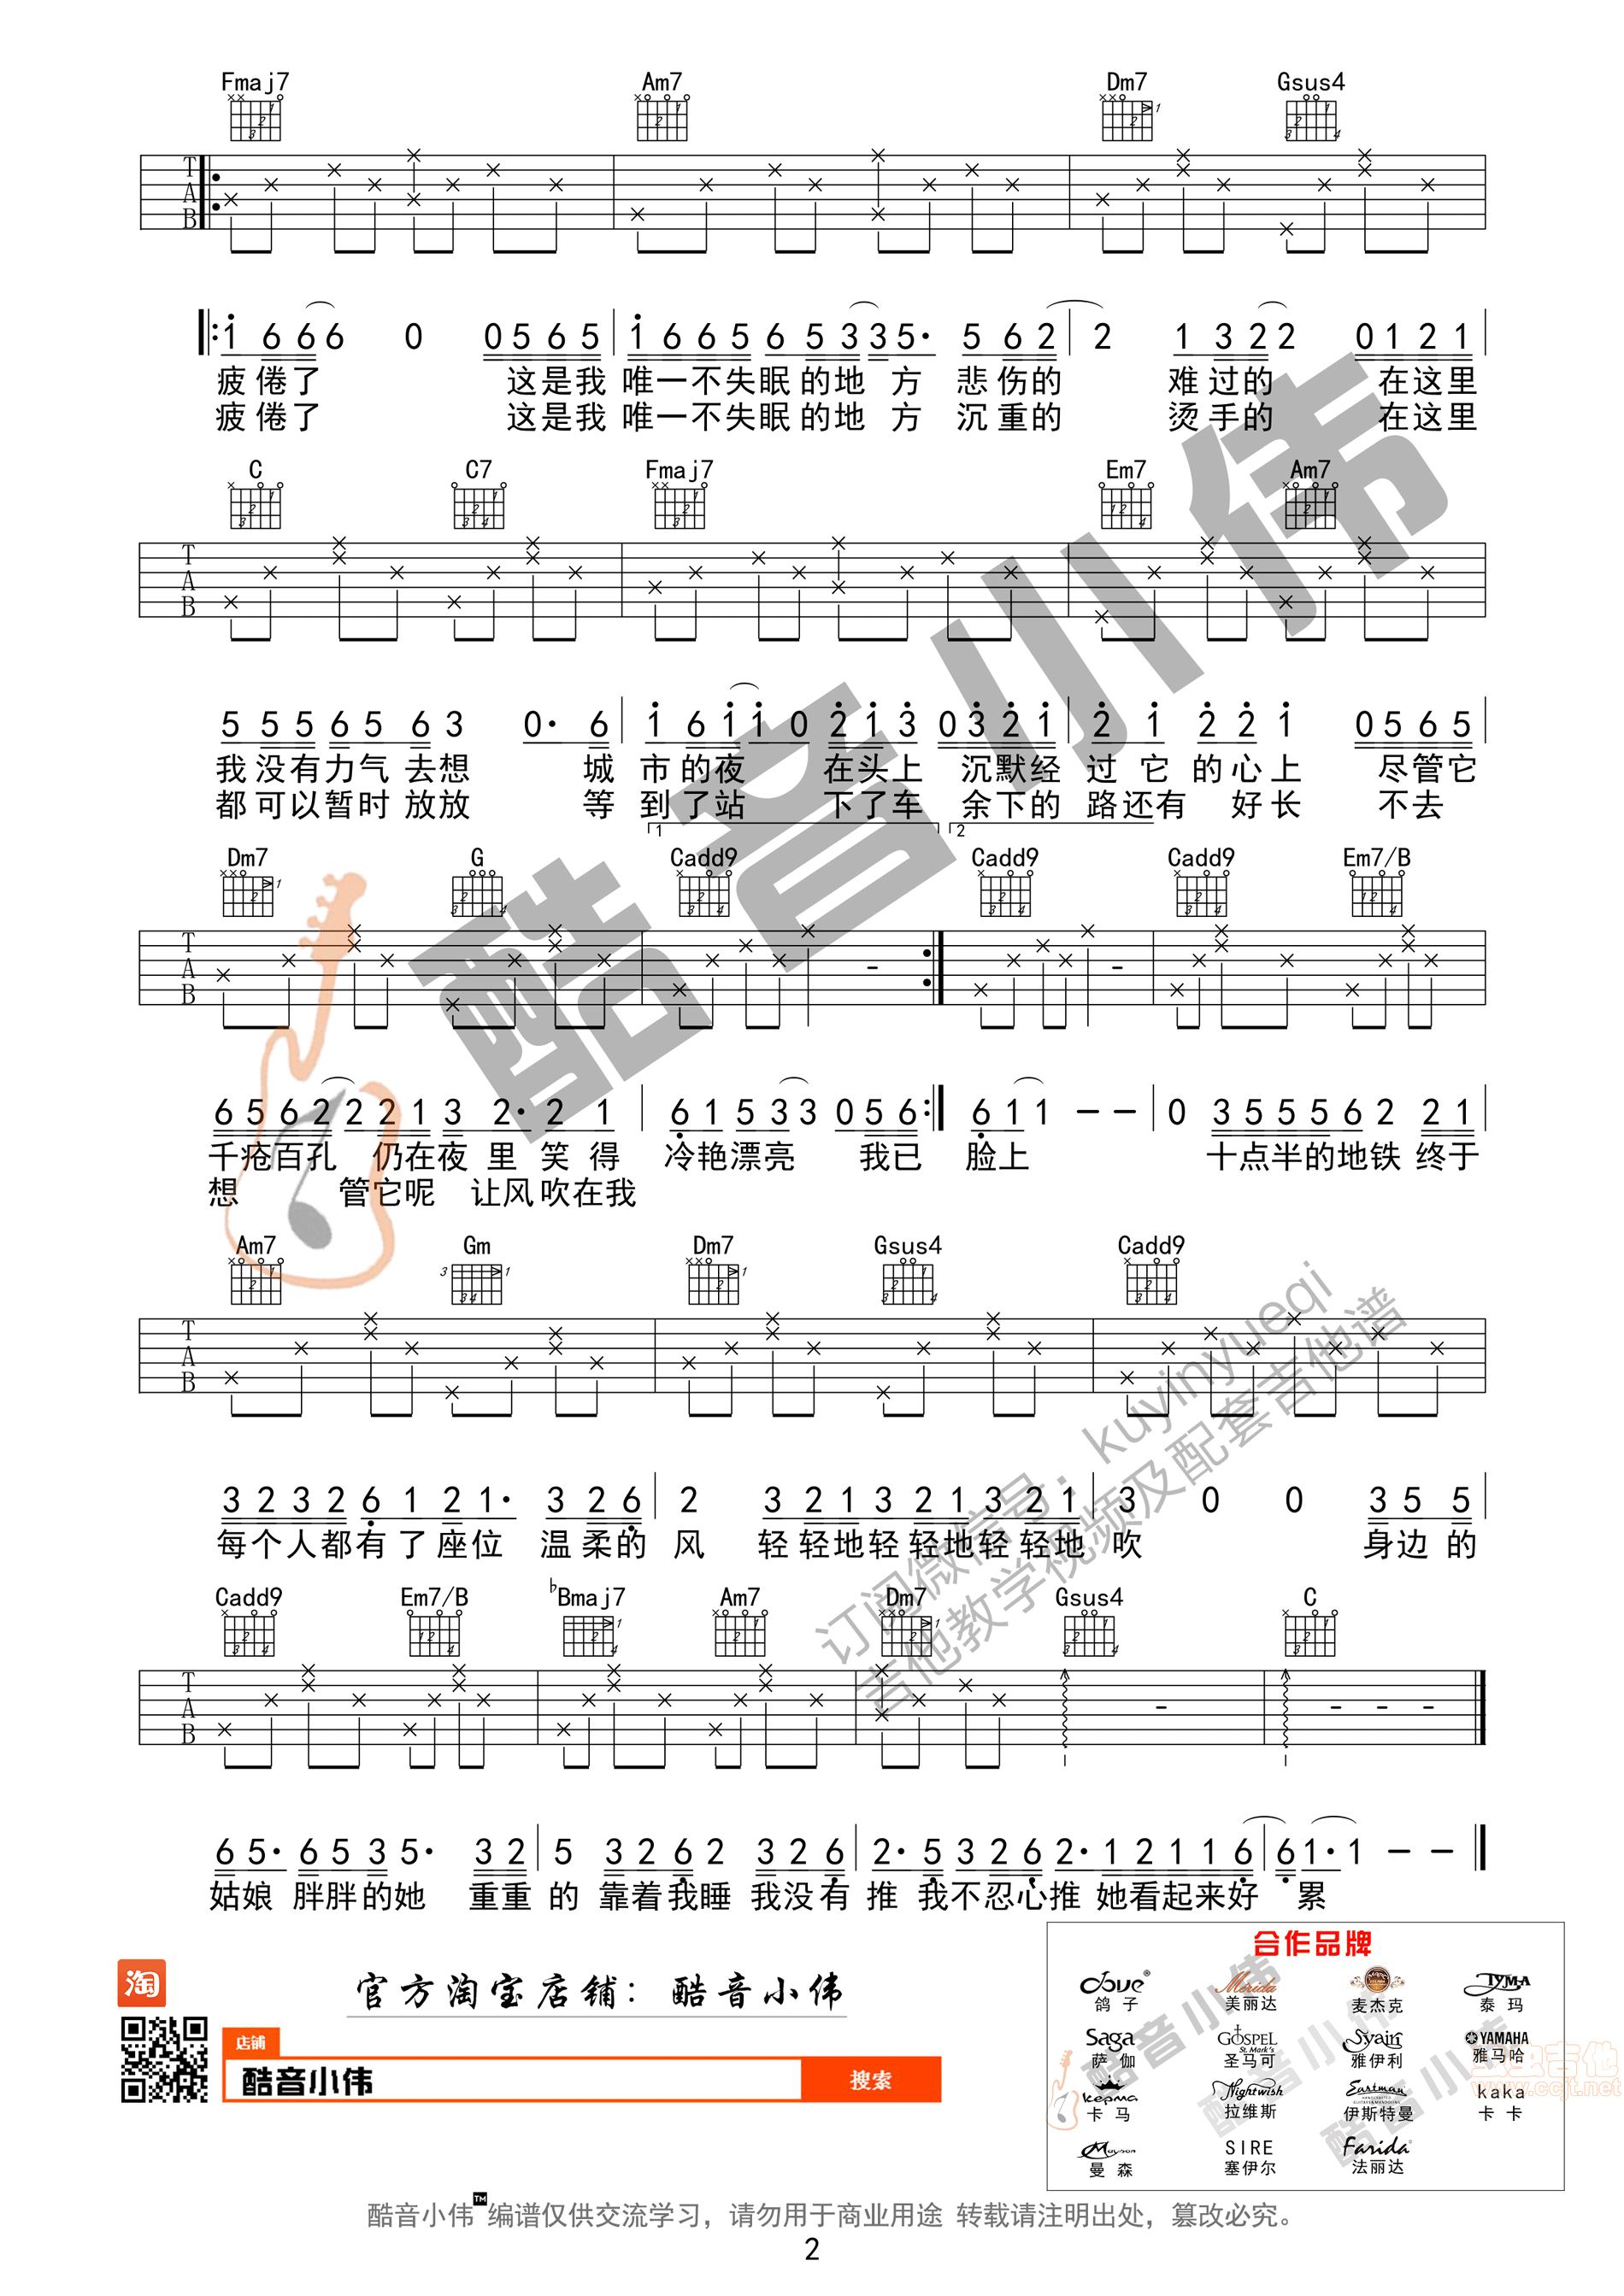 Fmaj7 Am7 Dm7 Gsus4
1 6 6 6 0 0 5 6 5 1 6 6 5 6 5 3 3 5· 5 6 2 2 1 3 2 2 0 1 2 1
疲倦了 这是我 唯一不失眠的地方 悲伤的 难过的 在这里
疲倦了 这是我 唯一不失眠的地方 沉重的 烫手的 在这里
C C7 Fmaj7 Em7 Am7
5 5 5 6 5 6 3 0· 6 1 6 1 1 0 2 1 3 0 3 2 1 2 1 2 2 1 0 5 6 5
我没有力气去想 城 市的夜 在头上 沉默经 过它的心上 尽管它
都可以暂时放放 等 到了站 下了车 余下的 路还有 好长 不去
1 2
Dm7 G Cadd9 Cadd9 Cadd9 Em7/B
6 5 6 2 2 2 1 3 2· 2 1 6 1 5 3 3 0 5 6 6 1 1 – – 0 3 5 5 5 6 2 2 1
千疮百孔 仍在夜里笑得 冷艳漂亮 我已 脸上 十点半的地铁 终于
想 管它呢 让风吹在我
Am7 Gm Dm7 Gsus4 Cadd9
3 2 3 2 6 1 2 1· 3 2 6 2 3 2 1 3 2 1 3 2 1 3 0 0 3 5 5
每个人都有了座位 温柔的 风 轻轻地轻轻地轻轻地 吹 身边的
Cadd9 Em7/B ♭Bmaj7 Am7 Dm7 Gsus4 C
6 5· 6 5 3 5· 3 2 5 3 2 6 2 3 2 6 2· 5 3 2 6 2· 1 2 1 1 6 6 1· 1 – –
姑娘 胖胖的她 重重 的 靠着我睡 我没有 推 我不忍心推 她看起来好 累
酷音小伟
订阅微信号：kuyinyueqi
吉他教学视频及配套吉他谱
淘
官方淘宝店铺：酷音小伟
店铺
酷音小伟 搜索
合作品牌
Dove® Merida TYMA
鸽子 美丽达 麦杰克 泰玛
Saga GOSPEL St. Mark's Syairi YAMAHA
萨伽 圣马可 雅伊利 雅马哈
kepma Nightwish Eastman kaka
卡马 拉维斯 伊斯特曼 卡卡
Mayson SIRE Farida
曼森 塞伊尔 法丽达
虫虫吉他
www.ccjt.net
酷音小伟™编谱仅供交流学习，请勿用于商业用途 转载请注明出处，篡改必究。
2